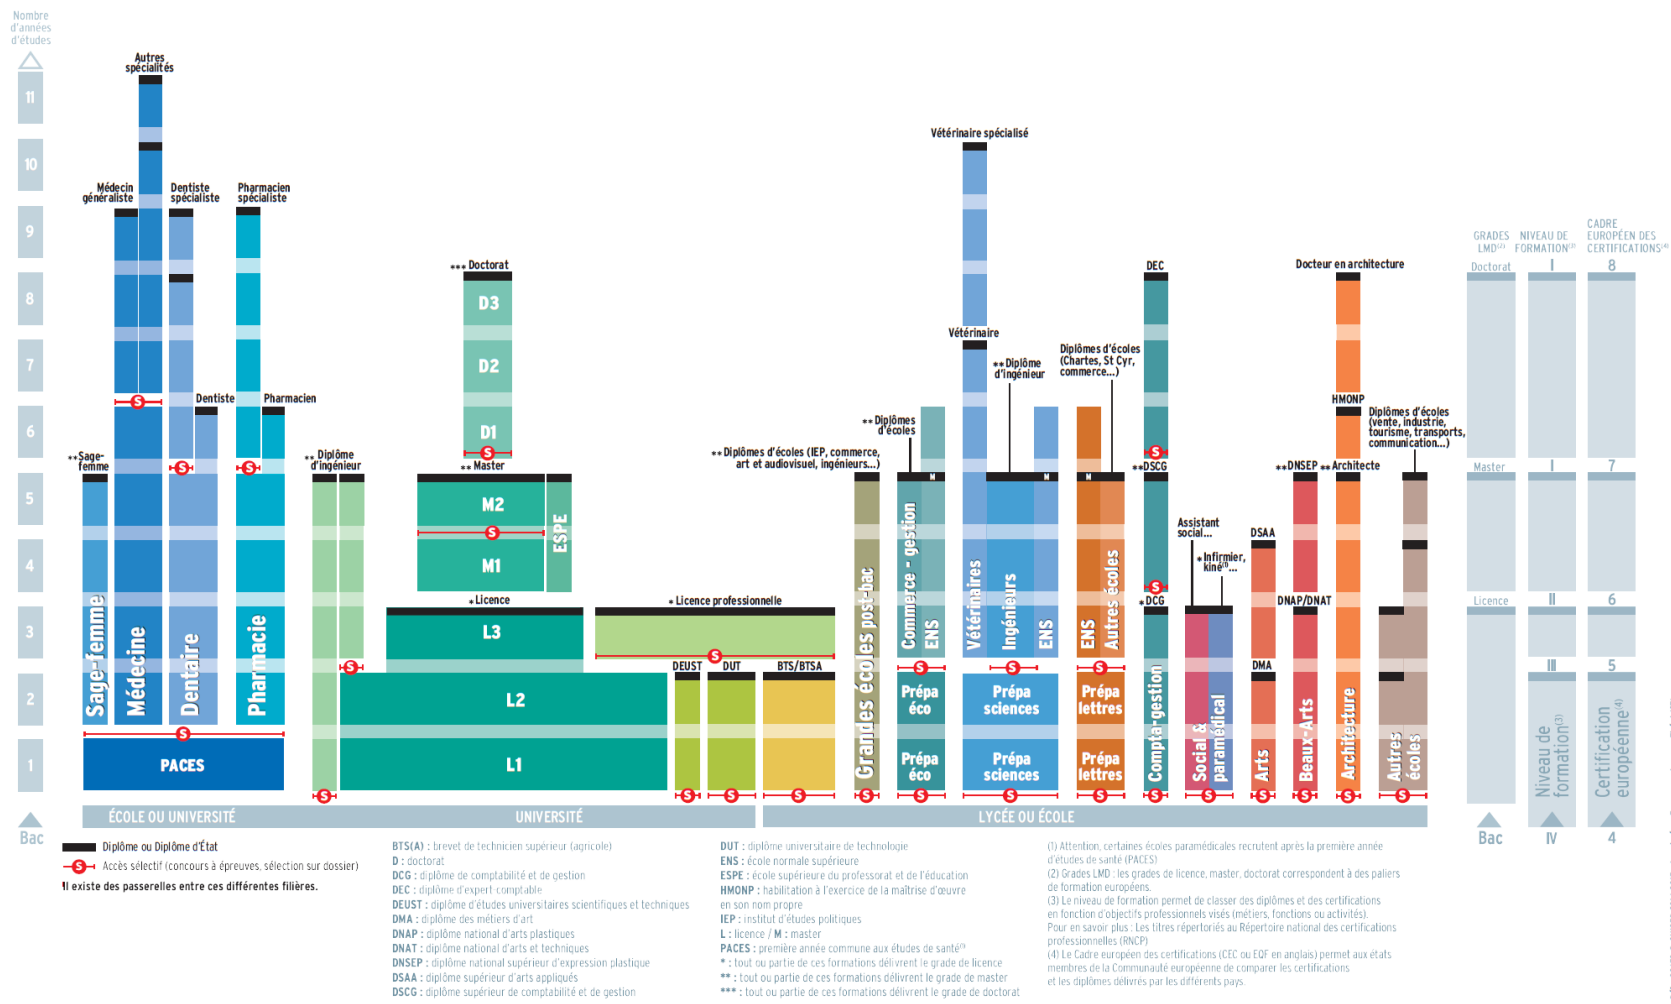 Nombre
d'années
d'études
11
10
9
8
7
6
5
4
3
2
1
Bac
Autres
spécialités
Médecin
généraliste
Dentiste
spécialiste
Pharmacien
spécialiste
Dentiste
Pharmacien
**Sage-
femme
S
S
S
Sage-femme
Médecine
Dentaire
Pharmacie
S
PACES
** Diplôme
d'ingénieur
S
S
*** Doctorat
D3
D2
D1
S
** Master
M2
S
M1
ESPE
* Licence
L3
L2
L1
* Licence professionnelle
S
DEUST
DUT
BTS/BTSA
S
S
S
** Diplômes d'écoles (IEP, commerce,
art et audiovisuel, ingénieurs...)
Grandes écoles post-bac
S
** Diplômes
d'écoles
M
Commerce - gestion
ENS
S
Prépa
éco
Prépa
éco
S
Vétérinaire spécialisé
Vétérinaire
** Diplôme
d'ingénieur
M
Vétérinaires
Ingénieurs
ENS
S
Prépa
sciences
Prépa
sciences
S
Diplômes d'écoles
(Chartes, St Cyr,
commerce...)
M
ENS
Autres écoles
S
Prépa
lettres
Prépa
lettres
S
DEC
S
**DSCG
S
*DCG
Compta-gestion
S
Assistant
social...
* Infirmier,
kiné(1)...
Social &
paramédical
S
DSAA
DMA
Arts
S
**DNSEP
DNAP/DNAT
Beaux-Arts
S
Docteur en architecture
HMONP
**Architecte
Architecture
S
Diplômes d'écoles
(vente, industrie,
tourisme, transports,
communication...)
Autres
écoles
S
GRADES
LMD(2)
NIVEAU DE
FORMATION(3)
CADRE
EUROPÉEN DES
CERTIFICATIONS(4)
Doctorat
I
8
Master
I
7
Licence
II
6
III
5
Niveau de
formation(3)
Certification
européenne(4)
Bac
IV
4
ÉCOLE OU UNIVERSITÉ
UNIVERSITÉ
LYCÉE OU ÉCOLE
Diplôme ou Diplôme d'État
S Accès sélectif (concours à épreuves, sélection sur dossier)
Il existe des passerelles entre ces différentes filières.
BTS(A) : brevet de technicien supérieur (agricole)
D : doctorat
DCG : diplôme de comptabilité et de gestion
DEC : diplôme d'expert-comptable
DEUST : diplôme d'études universitaires scientifiques et techniques
DMA : diplôme des métiers d'art
DNAP : diplôme national d'arts plastiques
DNAT : diplôme national d'arts et techniques
DNSEP : diplôme national supérieur d'expression plastique
DSAA : diplôme supérieur d'arts appliqués
DSCG : diplôme supérieur de comptabilité et de gestion
DUT : diplôme universitaire de technologie
ENS : école normale supérieure
ESPE : école supérieure du professorat et de l'éducation
HMONP : habilitation à l'exercice de la maîtrise d'œuvre
en son nom propre
IEP : institut d'études politiques
L : licence / M : master
PACES : première année commune aux études de santé(1)
* : tout ou partie de ces formations délivrent le grade de licence
** : tout ou partie de ces formations délivrent le grade de master
*** : tout ou partie de ces formations délivrent le grade de doctorat
(1) Attention, certaines écoles paramédicales recrutent après la première année
d'études de santé (PACES)
(2) Grades LMD : les grades de licence, master, doctorat correspondent à des paliers
de formation européens.
(3) Le niveau de formation permet de classer des diplômes et des certifications
en fonction d'objectifs professionnels visés (métiers, fonctions ou activités).
Pour en savoir plus : Les titres répertoriés au Répertoire national des certifications
professionnelles (RNCP)
(4) Le Cadre européen des certifications (CEC ou EQF en anglais) permet aux états
membres de la Communauté européenne de comparer les certifications
et les diplômes délivrés par les différents pays.